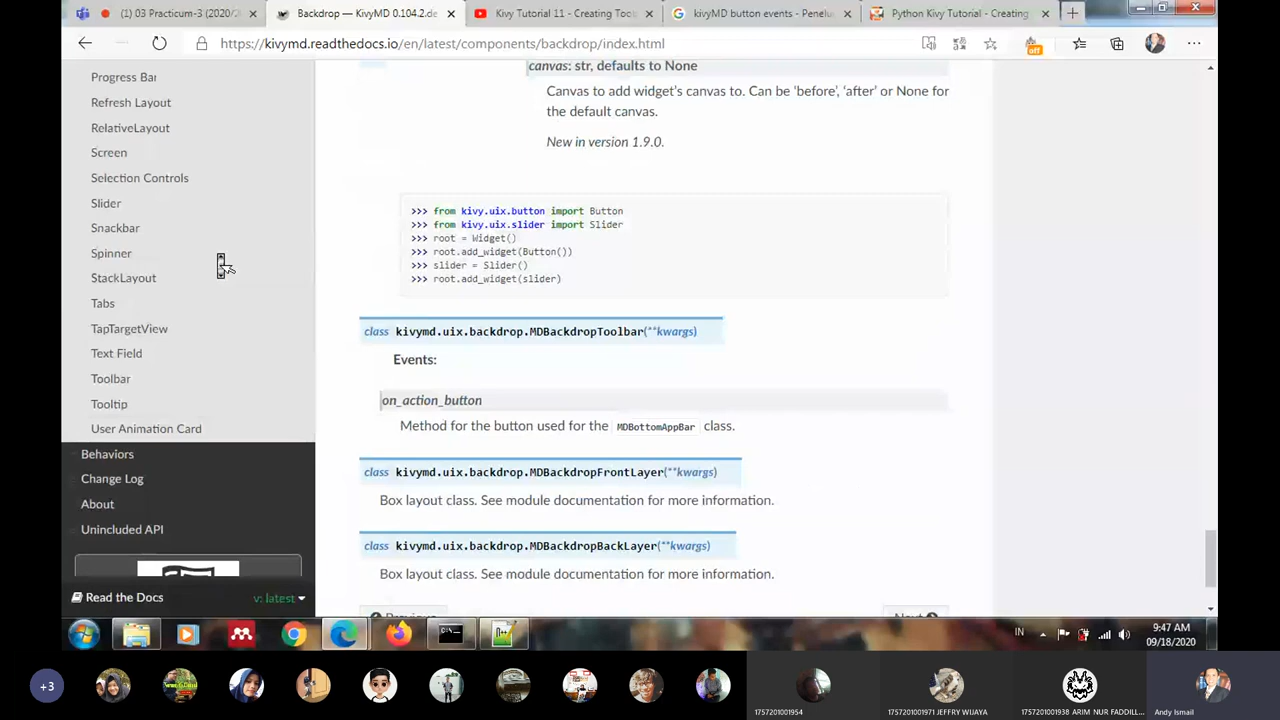 (1) 03 Practicum-3 (2020/2
Backdrop — KivyMD 0.104.2.de
Kivy Tutorial 11 - Creating Too
kivyMD button events - Penelu
Python Kivy Tutorial - Creating
https://kivymd.readthedocs.io/en/latest/components/backdrop/index.html
off
Progress Bar
Refresh Layout
RelativeLayout
Screen
Selection Controls
Slider
Snackbar
Spinner
StackLayout
Tabs
TapTargetView
Text Field
Toolbar
Tooltip
User Animation Card
Behaviors
Change Log
About
Unincluded API
Read the Docs
v: latest
canvas: str, defaults to None
Canvas to add widget's canvas to. Can be 'before', 'after' or None for
the default canvas.
New in version 1.9.0.
>>> from kivy.uix.button import Button
>>> from kivy.uix.slider import Slider
>>> root = Widget()
>>> root.add_widget(Button())
>>> slider = Slider()
>>> root.add_widget(slider)
class kivymd.uix.backdrop.MDBackdropToolbar(**kwargs)
Events:
on_action_button
Method for the button used for the MDBottomAppBar class.
class kivymd.uix.backdrop.MDBackdropFrontLayer(**kwargs)
Box layout class. See module documentation for more information.
class kivymd.uix.backdrop.MDBackdropBackLayer(**kwargs)
Box layout class. See module documentation for more information.
Previous
Next
IN
9:47 AM
09/18/2020
+3
1757201001954
1757201001971 JEFFRY WIJAYA
1757201001938 ARIM NUR FADDILL...
Andy Ismail